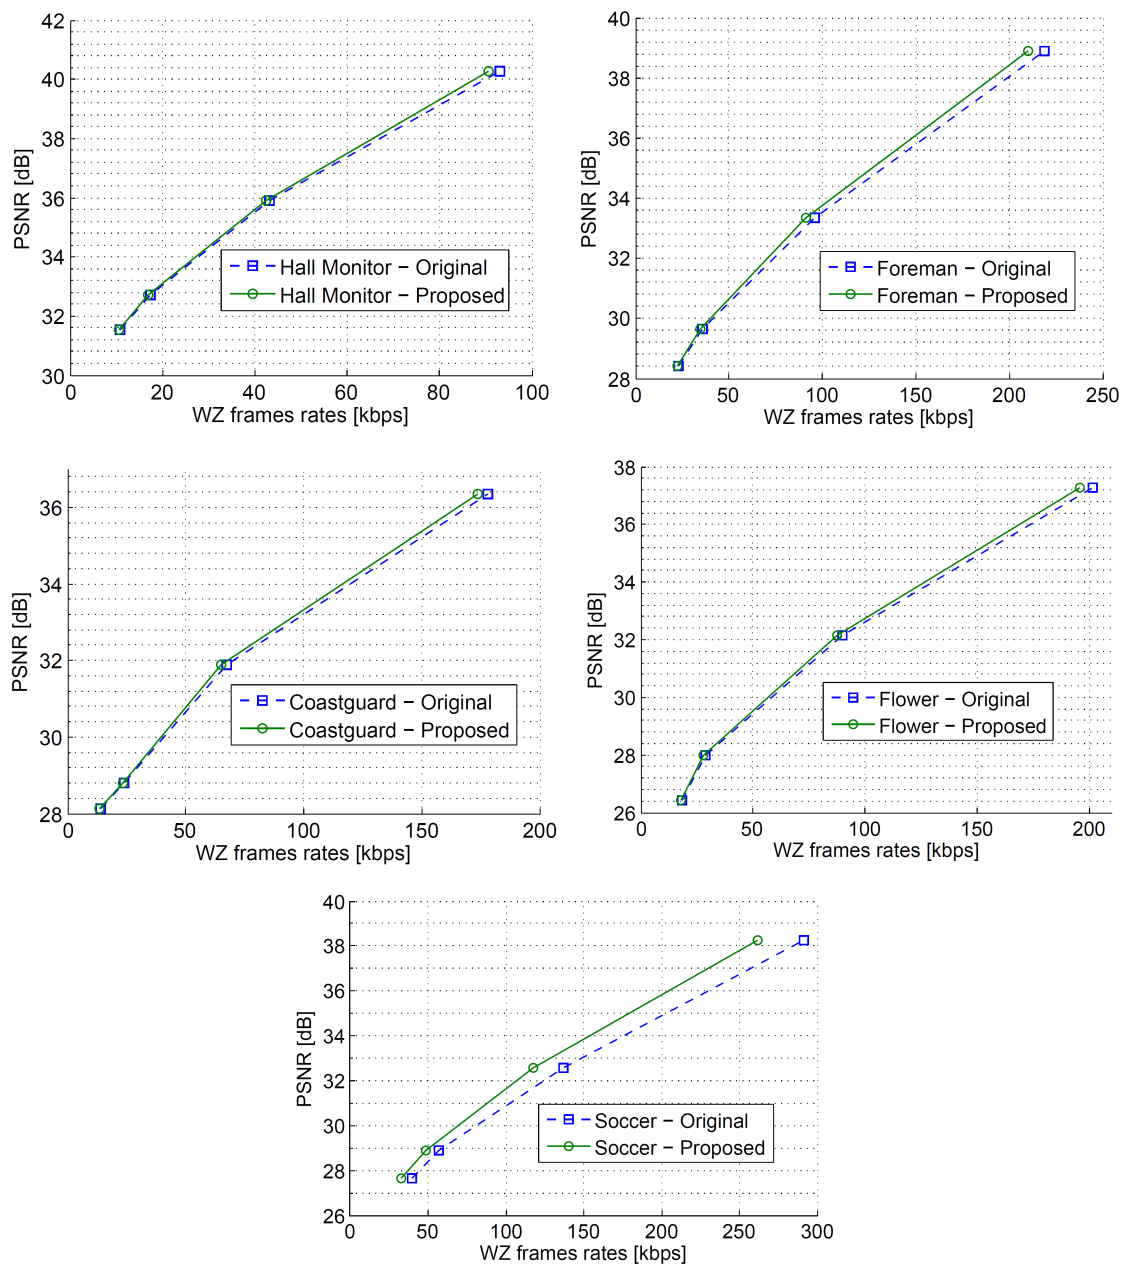 42
40
38
36
34
32
30
0 20 40 60 80 100
PSNR [dB]
WZ frames rates [kbps]
Hall Monitor − Original
Hall Monitor − Proposed
40
38
36
34
32
30
28
0 50 100 150 200 250
PSNR [dB]
WZ frames rates [kbps]
Foreman − Original
Foreman − Proposed
36
34
32
30
28
0 50 100 150 200
PSNR [dB]
WZ frames rates [kbps]
Coastguard − Original
Coastguard − Proposed
38
36
34
32
30
28
26
0 50 100 150 200
PSNR [dB]
WZ frames rates [kbps]
Flower − Original
Flower − Proposed
40
38
36
34
32
30
28
26
0 50 100 150 200 250 300
PSNR [dB]
WZ frames rates [kbps]
Soccer − Original
Soccer − Proposed